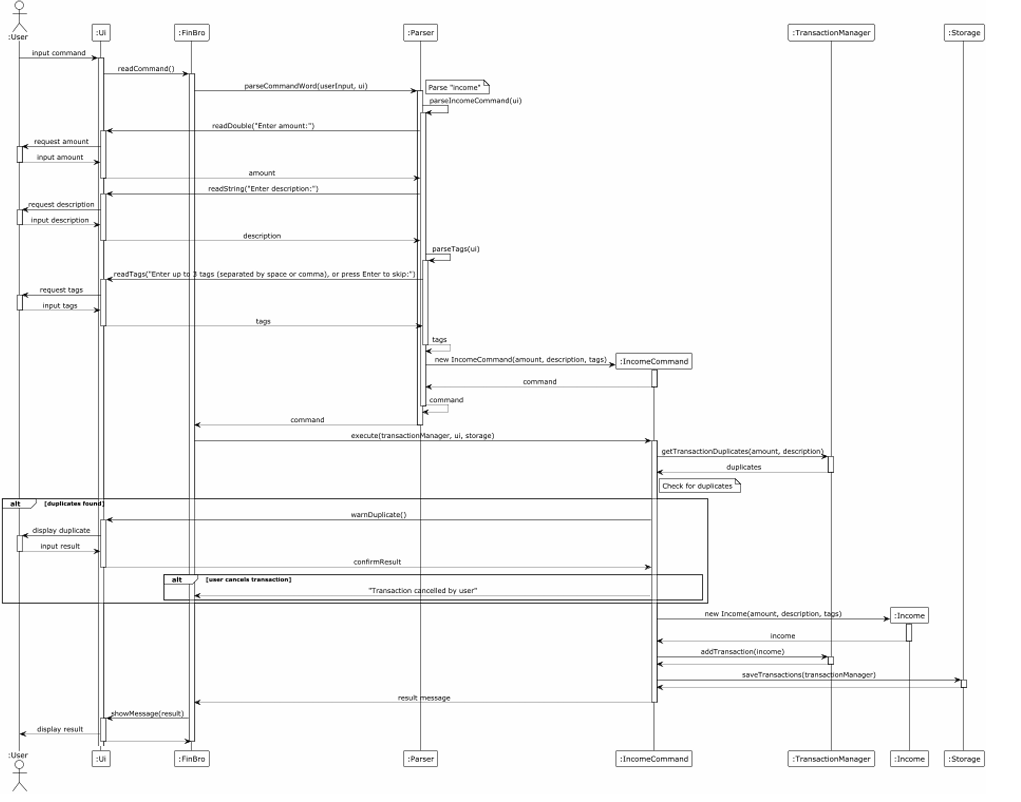 :User
:Ui
:FinBro
:Parser
:TransactionManager
:Storage
input command
readCommand()
parseCommandWord(userInput, ui)
Parse "income"
parseIncomeCommand(ui)
readDouble("Enter amount:")
request amount
input amount
amount
readString("Enter description:")
request description
input description
description
parseTags(ui)
readTags("Enter up to 3 tags (separated by space or comma), or press Enter to skip:")
request tags
input tags
tags
tags
new IncomeCommand(amount, description, tags)
:IncomeCommand
command
command
command
execute(transactionManager, ui, storage)
getTransactionDuplicates(amount, description)
duplicates
Check for duplicates
alt [duplicates found]
warnDuplicate()
display duplicate
input result
confirmResult
alt [user cancels transaction]
"Transaction cancelled by user"
new Income(amount, description, tags)
:Income
income
addTransaction(income)
saveTransactions(transactionManager)
result message
showMessage(result)
display result
:User
:Ui
:FinBro
:Parser
:IncomeCommand
:TransactionManager
:Income
:Storage